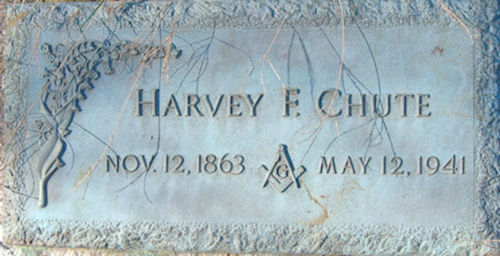 HARVEY F. CHUTE
NOV. 12, 1863 G MAY 12, 1941